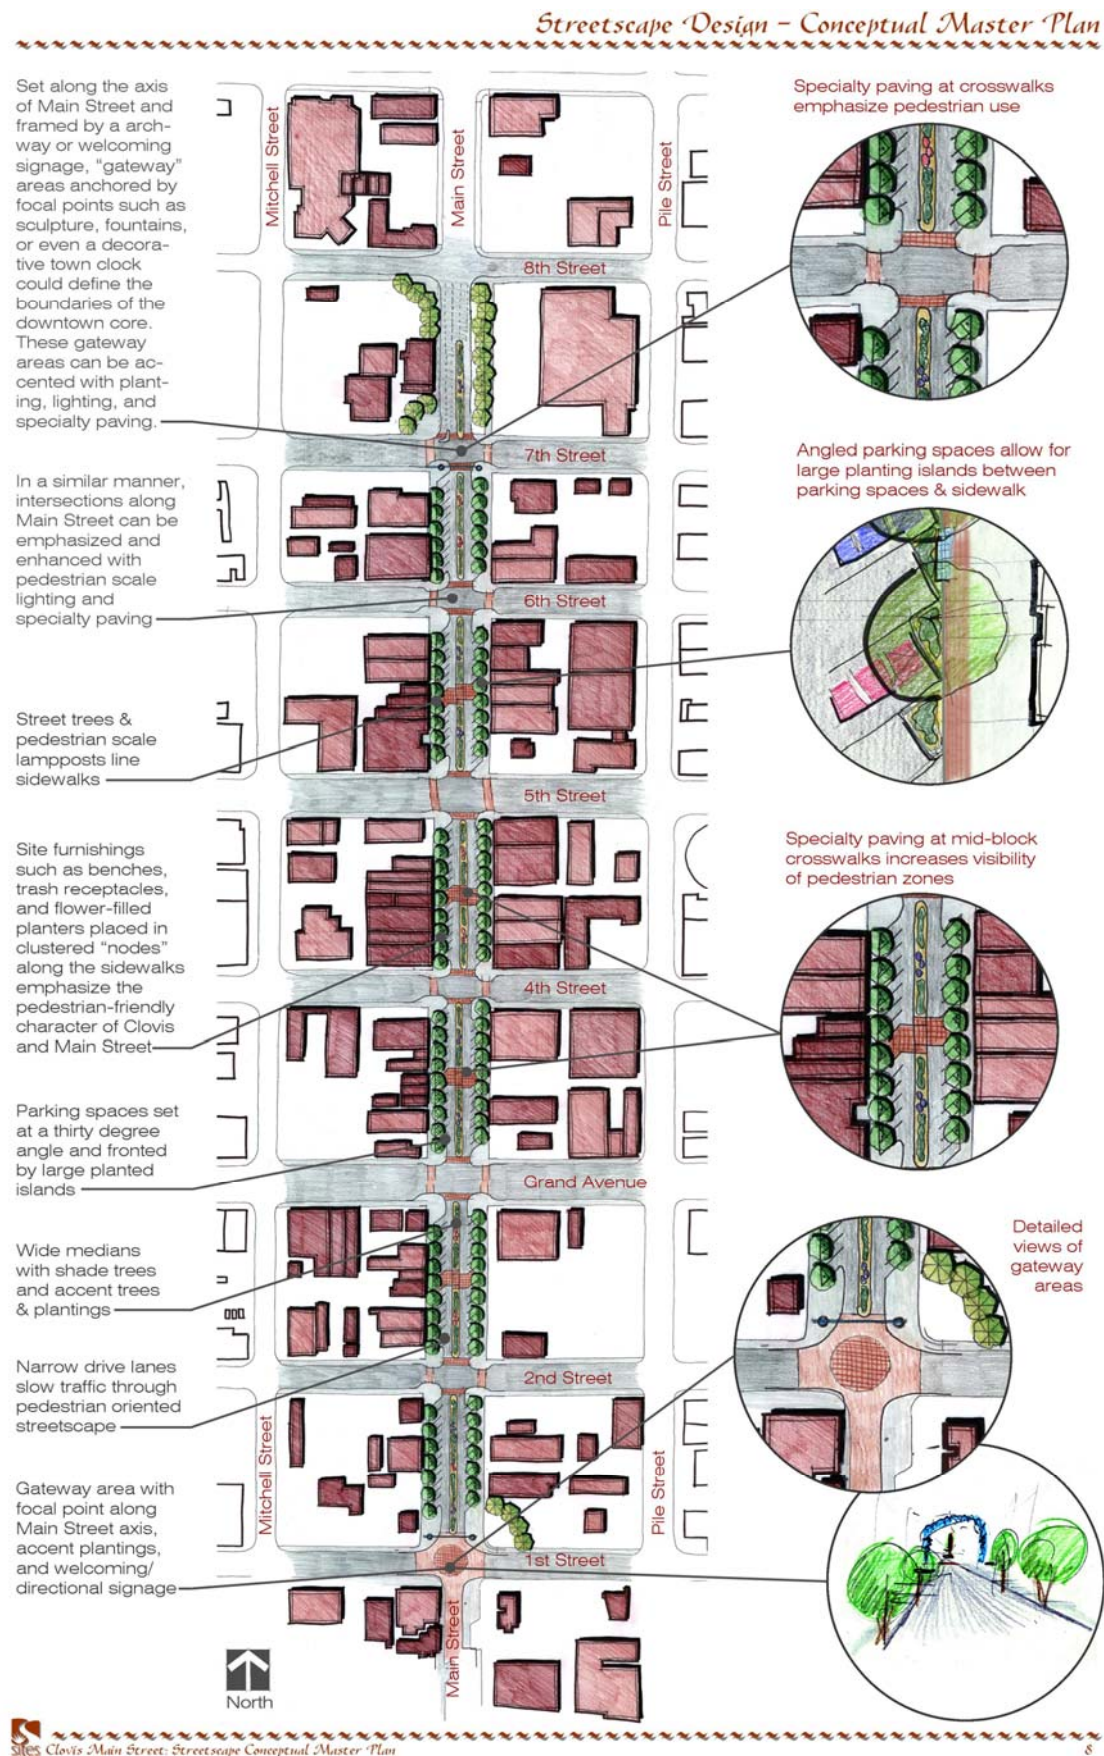 Streetscape Design – Conceptual Master Plan
Set along the axis
of Main Street and
framed by a arch-
way or welcoming
signage, “gateway”
areas anchored by
focal points such as
sculpture, fountains,
or even a decora-
tive town clock
could define the
boundaries of the
downtown core.
These gateway
areas can be ac-
cented with plant-
ing, lighting, and
specialty paving.
In a similar manner,
intersections along
Main Street can be
emphasized and
enhanced with
pedestrian scale
lighting and
specialty paving
Street trees &
pedestrian scale
lampposts line
sidewalks
Site furnishings
such as benches,
trash receptacles,
and flower-filled
planters placed in
clustered “nodes”
along the sidewalks
emphasize the
pedestrian-friendly
character of Clovis
and Main Street
Parking spaces set
at a thirty degree
angle and fronted
by large planted
islands
Wide medians
with shade trees
and accent trees
& plantings
Narrow drive lanes
slow traffic through
pedestrian oriented
streetscape
Gateway area with
focal point along
Main Street axis,
accent plantings,
and welcoming/
directional signage
Mitchell Street
Main Street
Pile Street
8th Street
7th Street
6th Street
5th Street
4th Street
Grand Avenue
2nd Street
Mitchell Street
Pile Street
1st Street
Main Street
North
Specialty paving at crosswalks
emphasize pedestrian use
Angled parking spaces allow for
large planting islands between
parking spaces & sidewalk
Specialty paving at mid-block
crosswalks increases visibility
of pedestrian zones
Detailed
views of
gateway
areas
sites
Clovis Main Street: Streetscape Conceptual Master Plan
8